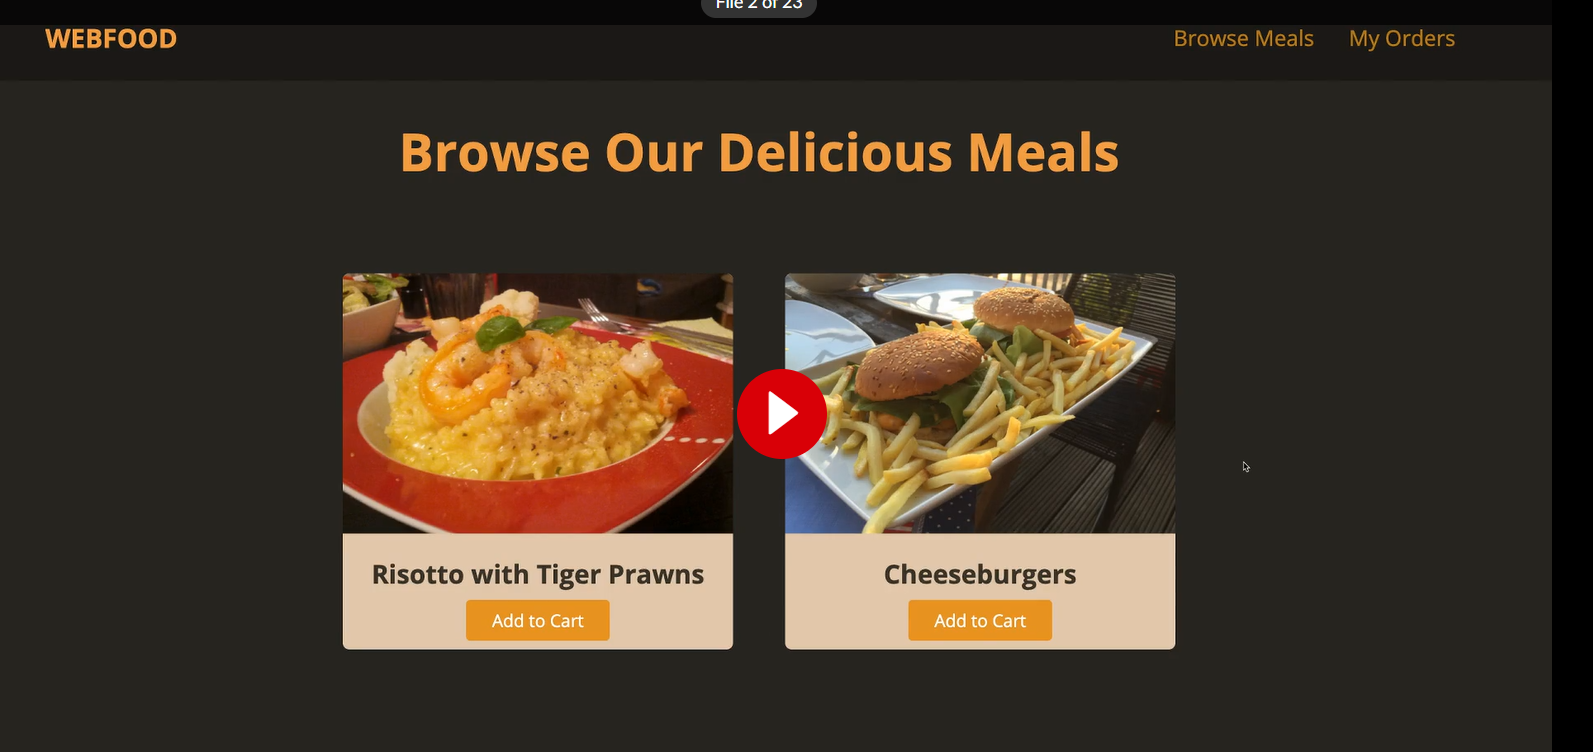 File 2 of 23
WEBFOOD
Browse Meals
My Orders
Browse Our Delicious Meals
Risotto with Tiger Prawns
Cheeseburgers
Add to Cart
Add to Cart